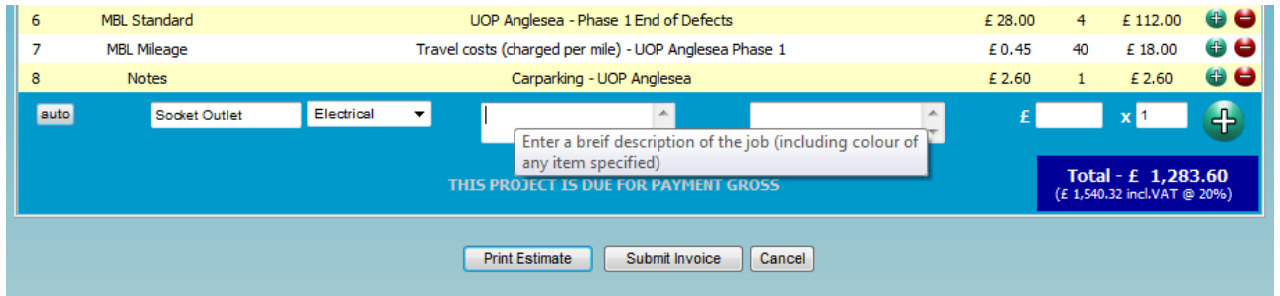 6 MBL Standard UOP Anglesea - Phase 1 End of Defects £ 28.00 4 £ 112.00
7 MBL Mileage Travel costs (charged per mile) - UOP Anglesea Phase 1 £ 0.45 40 £ 18.00
8 Notes Carparking - UOP Anglesea £ 2.60 1 £ 2.60
auto Socket Outlet Electrical £ x 1
Enter a breif description of the job (including colour of
any item specified)
THIS PROJECT IS DUE FOR PAYMENT GROSS
Total - £ 1,283.60
(£ 1,540.32 incl.VAT @ 20%)
Print Estimate Submit Invoice Cancel